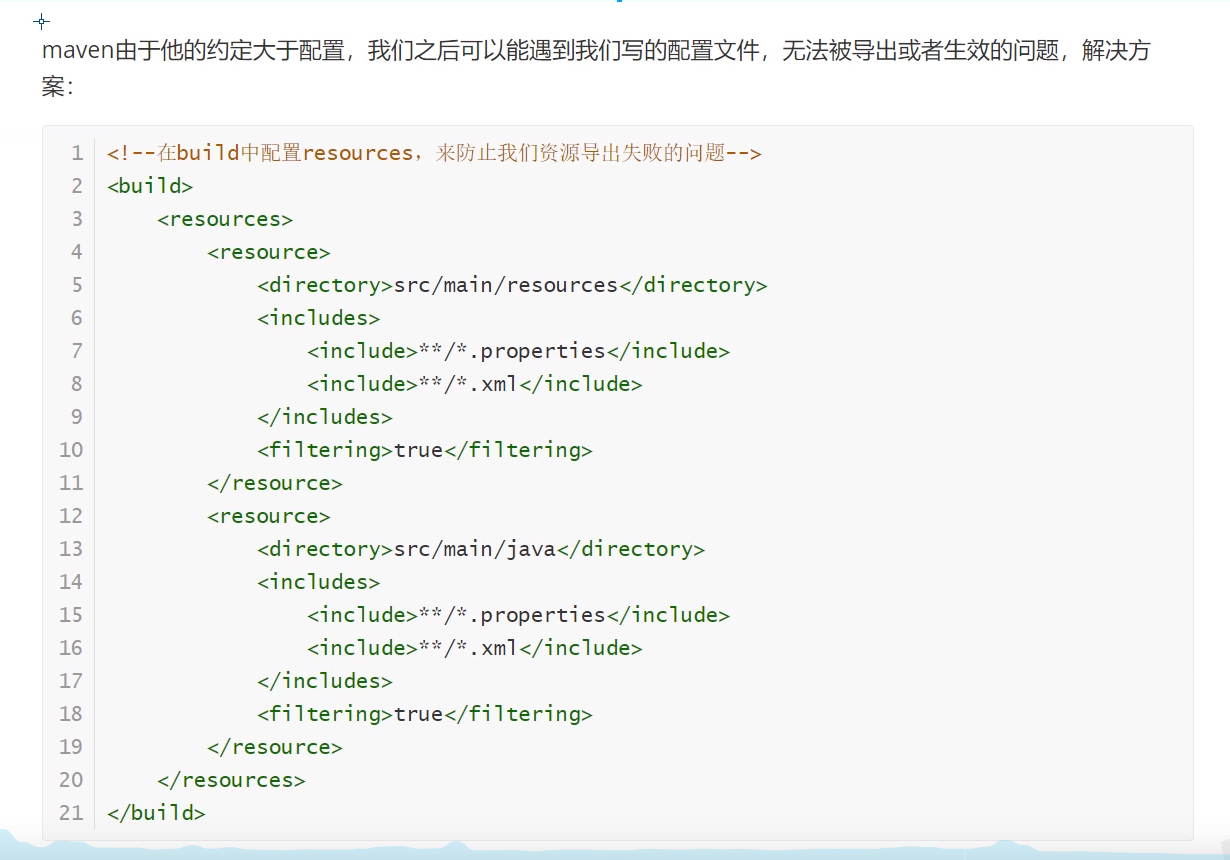 maven由于他的约定大于配置，我们之后可以能遇到我们写的配置文件，无法被导出或者生效的问题，解决方
案：
1 <!--在build中配置resources，来防止我们资源导出失败的问题-->
2 <build>
3     <resources>
4         <resource>
5             <directory>src/main/resources</directory>
6             <includes>
7                 <include>**/*.properties</include>
8                 <include>**/*.xml</include>
9             </includes>
10             <filtering>true</filtering>
11         </resource>
12         <resource>
13             <directory>src/main/java</directory>
14             <includes>
15                 <include>**/*.properties</include>
16                 <include>**/*.xml</include>
17             </includes>
18             <filtering>true</filtering>
19         </resource>
20     </resources>
21 </build>